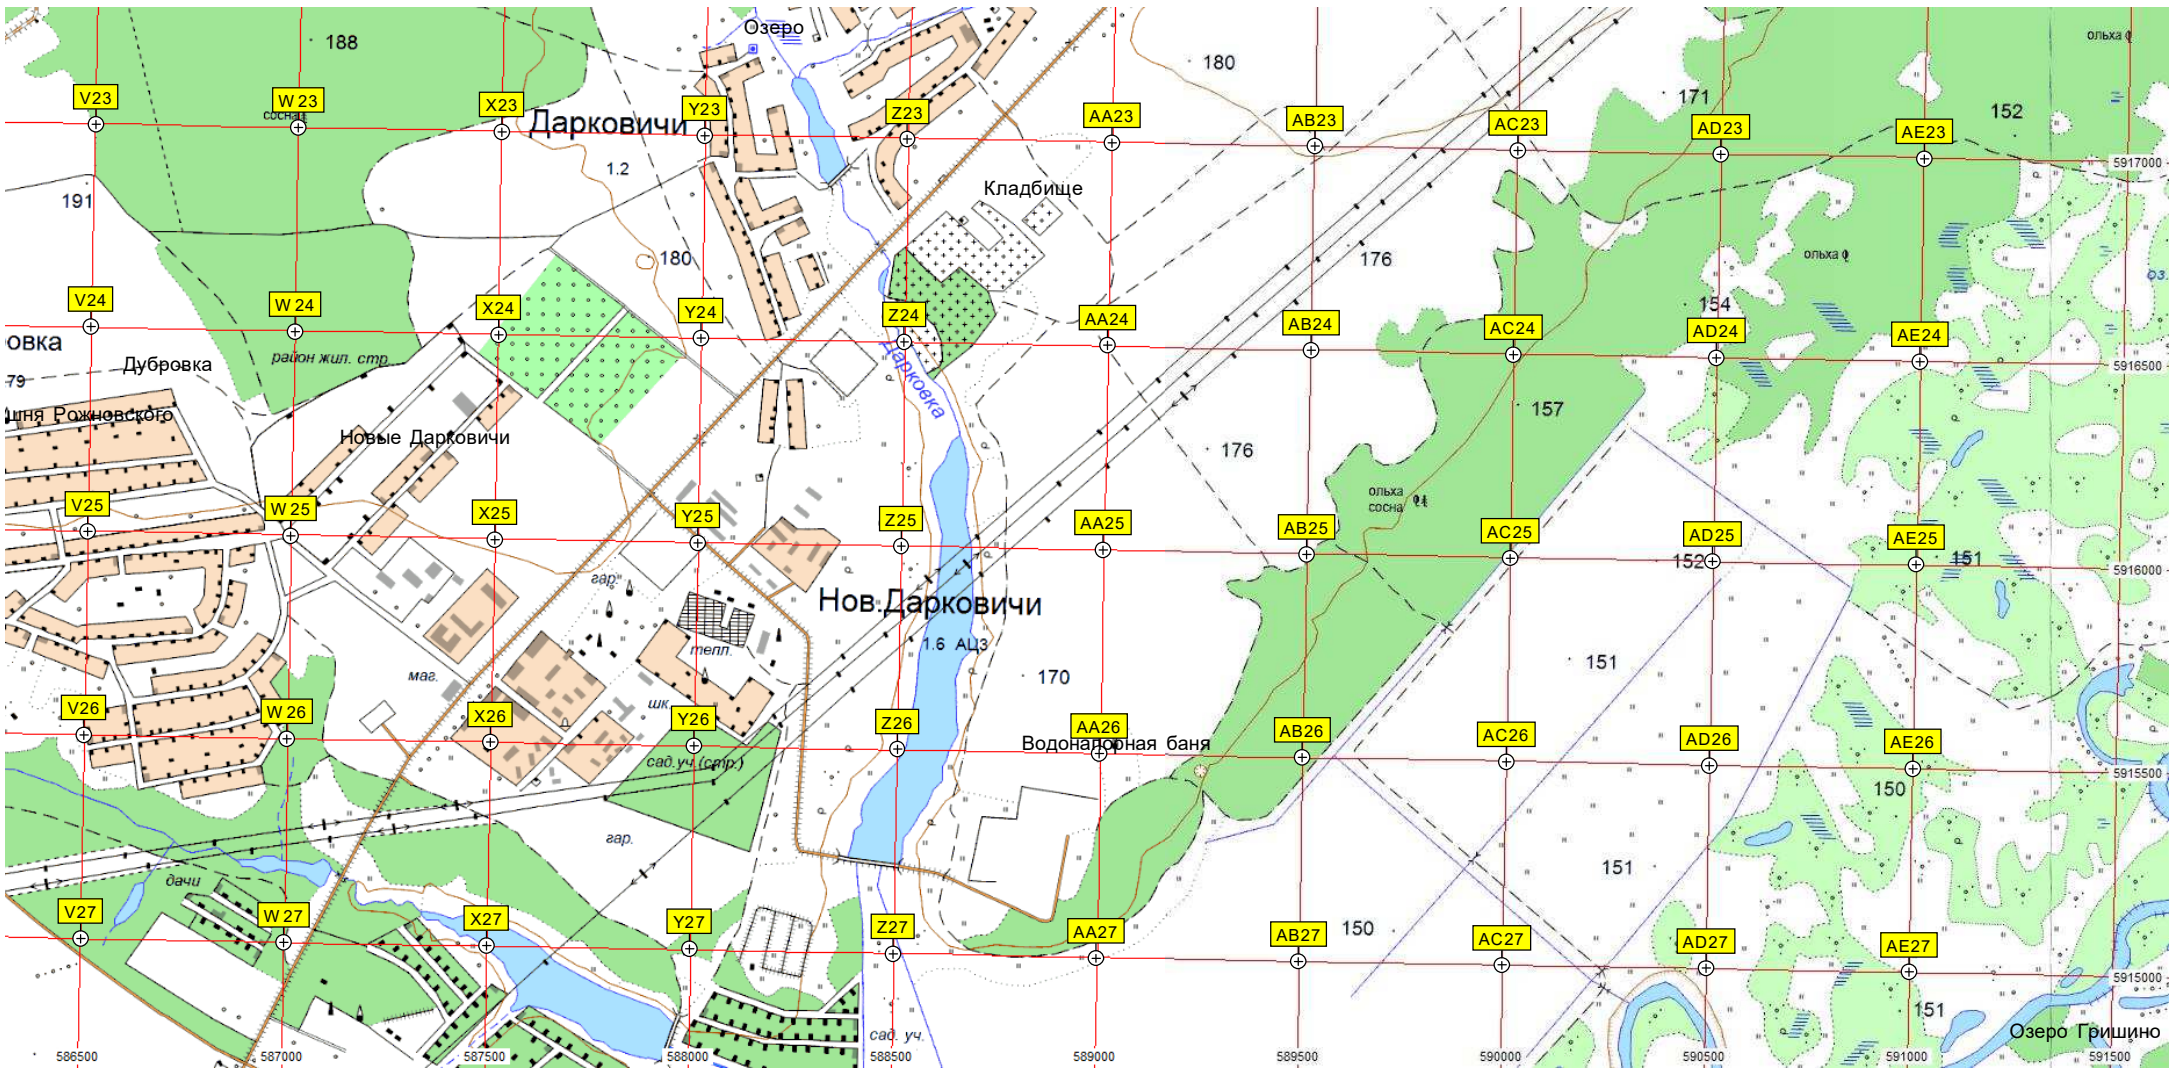 Озеро
188
180
ольха
V23
W 23
X23
Y23
Z23
AA23
AB23
AC23
AD23
AE23
171
152
сосна
Дарковичи
1.2
5917000
191
Кладбище
180
176
ольха
оз.
V24
W 24
X24
Y24
Z24
AA24
AB24
AC24
AD24
AE24
154
овка
район жил. стр.
Дубровка
5916500
79
Дарковка
157
шня Рожновского
Новые Дарковичи
176
ольха
сосна
V25
W 25
X25
Y25
Z25
AA25
AB25
AC25
AD25
AE25
152
151
5916000
гар.
Нов.Дарковичи
1.6 АЦЗ
тепл.
151
маг.
170
шк.
V26
W 26
X26
Y26
Z26
AA26
AB26
AC26
AD26
AE26
Водонапорная баня
сад.уч.(стр.)
5915500
150
гар.
151
дачи
V27
W 27
X27
Y27
Z27
AA27
AB27
AC27
AD27
AE27
150
5915000
151
сад. уч.
Озеро Гришино
586500
587000
587500
588000
588500
589000
589500
590000
590500
591000
591500